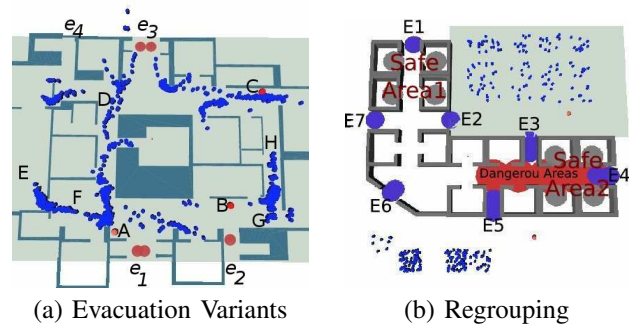 e4
e3
C
D
H
E
F
B
G
A
e1
e2
(a) Evacuation Variants
E1
Safe
Area1
E7
E2
E3
Safe
Dangerou Areas
E4
Area2
E6
E5
(b) Regrouping